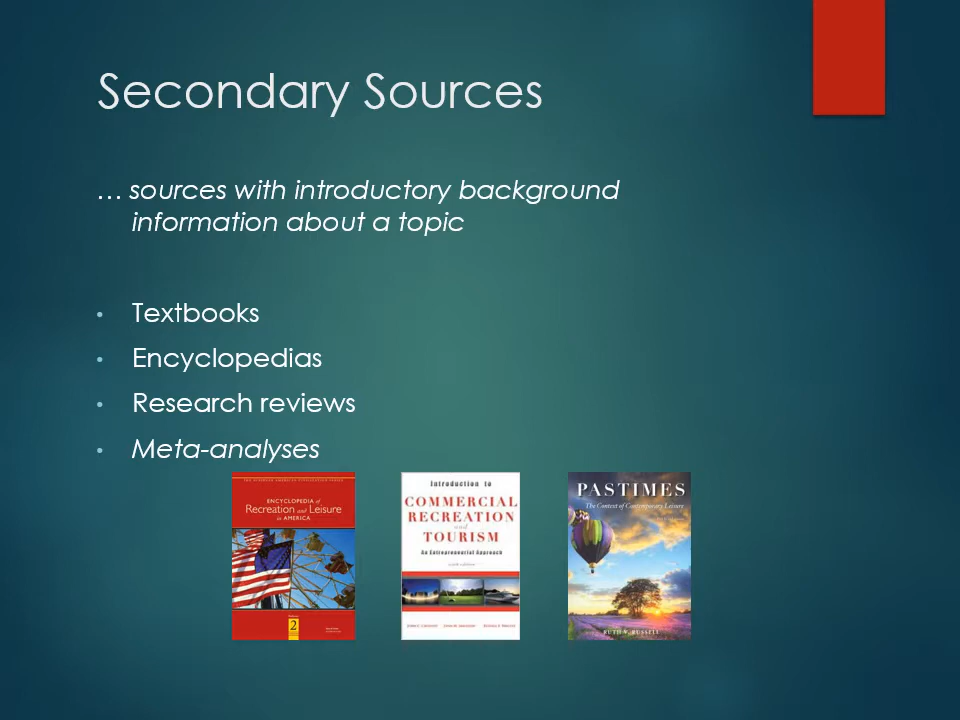 Secondary Sources
… sources with introductory background
information about a topic
• Textbooks
• Encyclopedias
• Research reviews
• Meta-analyses
ENCYCLOPEDIA of
Recreation and Leisure
in AMERICA
2
Introduction to
COMMERCIAL
RECREATION
and
TOURISM
An Entrepreneurial Approach
PASTIMES
The Context of Contemporary Leisure
RUTH V. RUSSELL